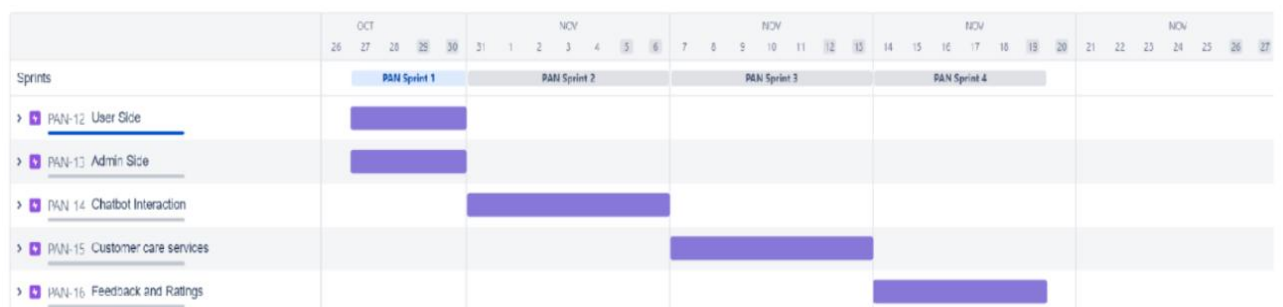 OCT NOV NOV NOV NOV
26 27 28 29 30 31 1 2 3 4 5 6 7 8 9 10 11 12 13 14 15 16 17 18 19 20 21 22 23 24 25 26 27
Sprints PAN Sprint 1 PAN Sprint 2 PAN Sprint 3 PAN Sprint 4
PAN-12 User Side
PAN-13 Admin Side
PAN-14 Chatbot Interaction
PAN-15 Customer care services
PAN-16 Feedback and Ratings